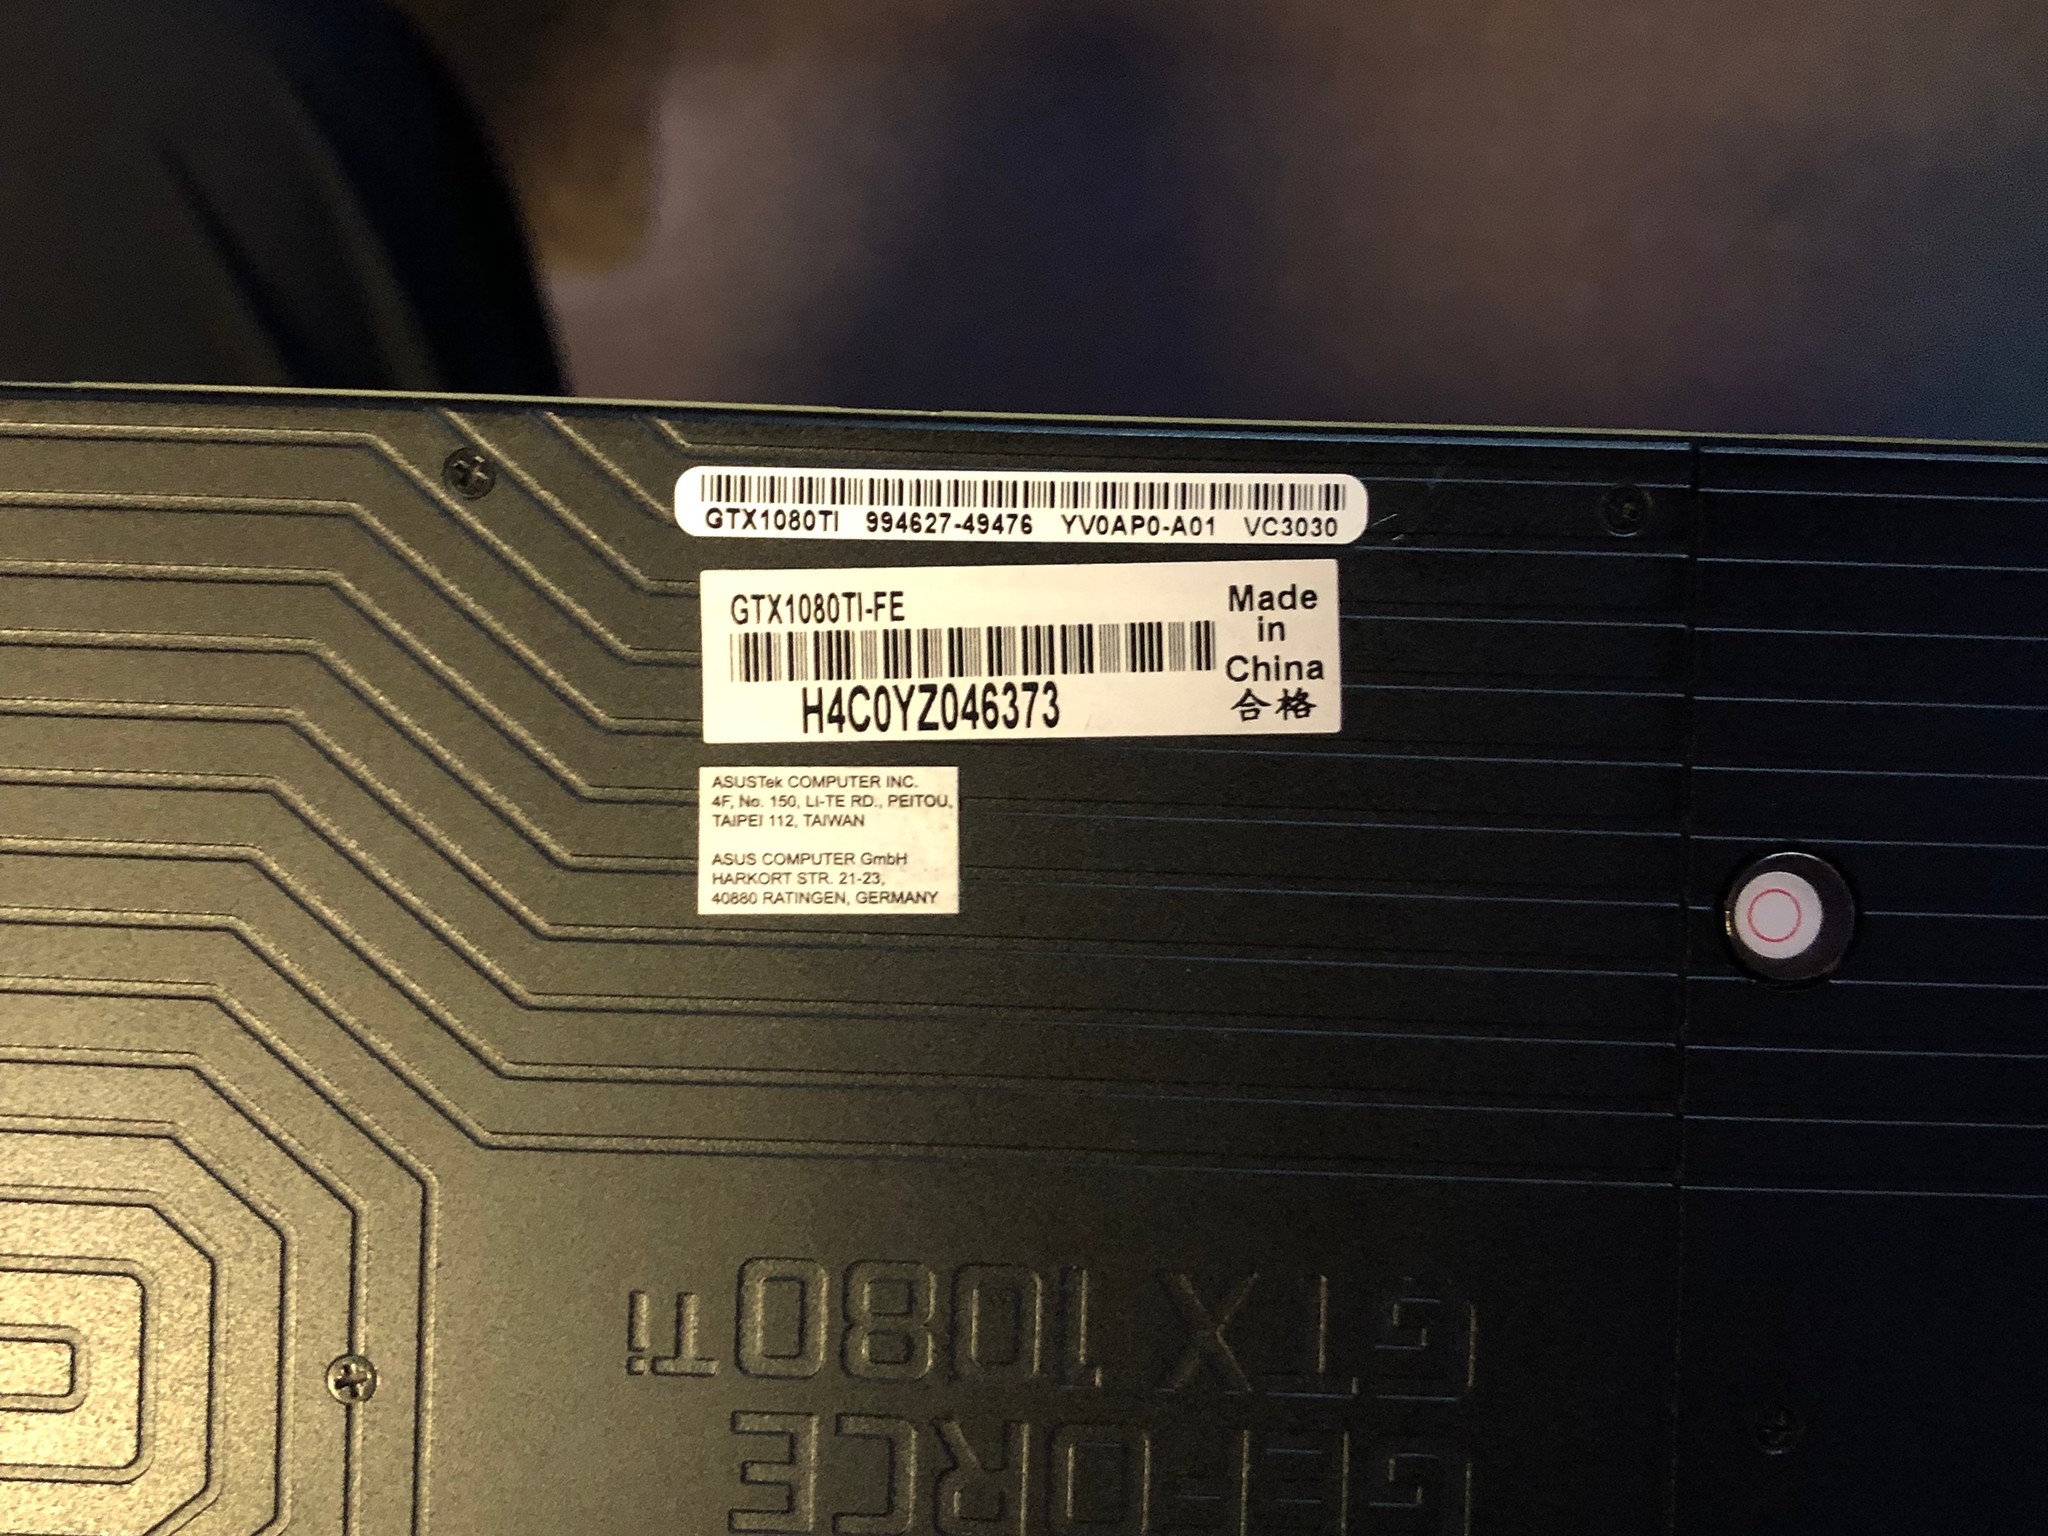 GTX1080TI 994627-49476 YV0AP0-A01 VC3030
GTX1080TI-FE
H4C0YZ046373
Made
in
China
合格
ASUSTek COMPUTER INC.
4F, No. 150, LI-TE RD., PEITOU,
TAIPEI 112, TAIWAN
ASUS COMPUTER GmbH
HARKORT STR. 21-23,
40880 RATINGEN, GERMANY
GEFORCE
GTX 1080Ti